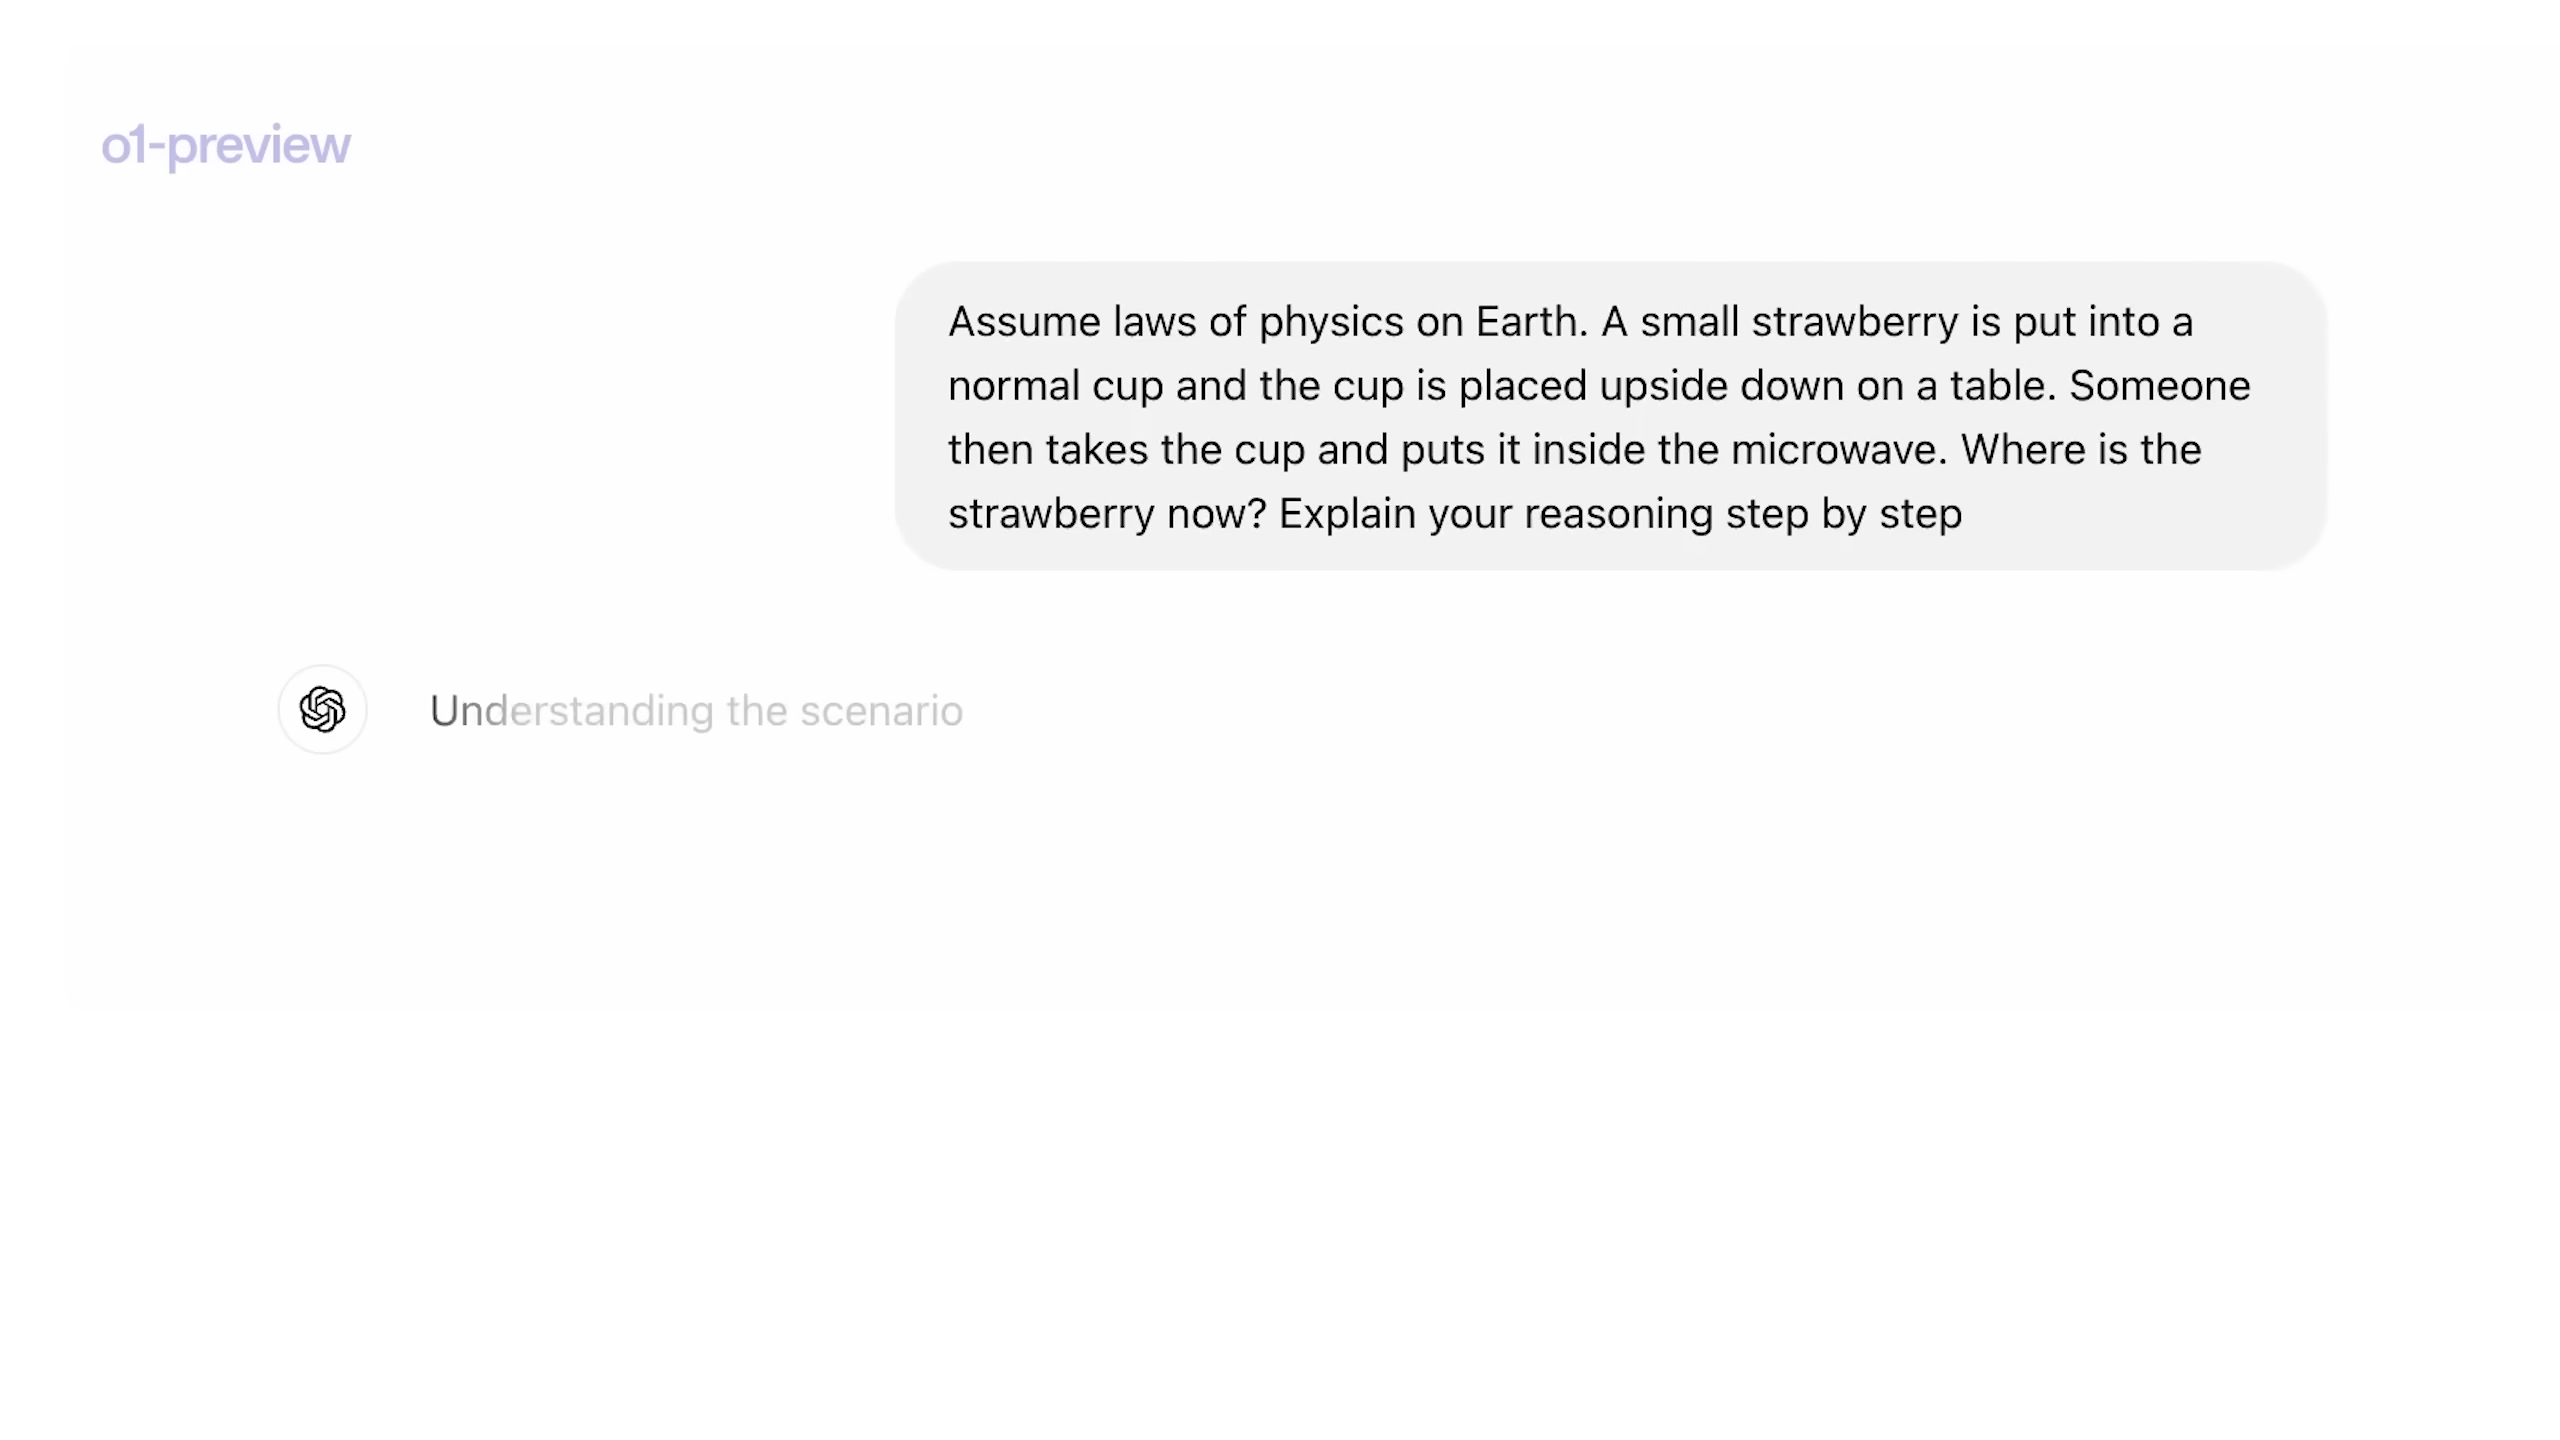 o1-preview
Assume laws of physics on Earth. A small strawberry is put into a
normal cup and the cup is placed upside down on a table. Someone
then takes the cup and puts it inside the microwave. Where is the
strawberry now? Explain your reasoning step by step
Understanding the scenario